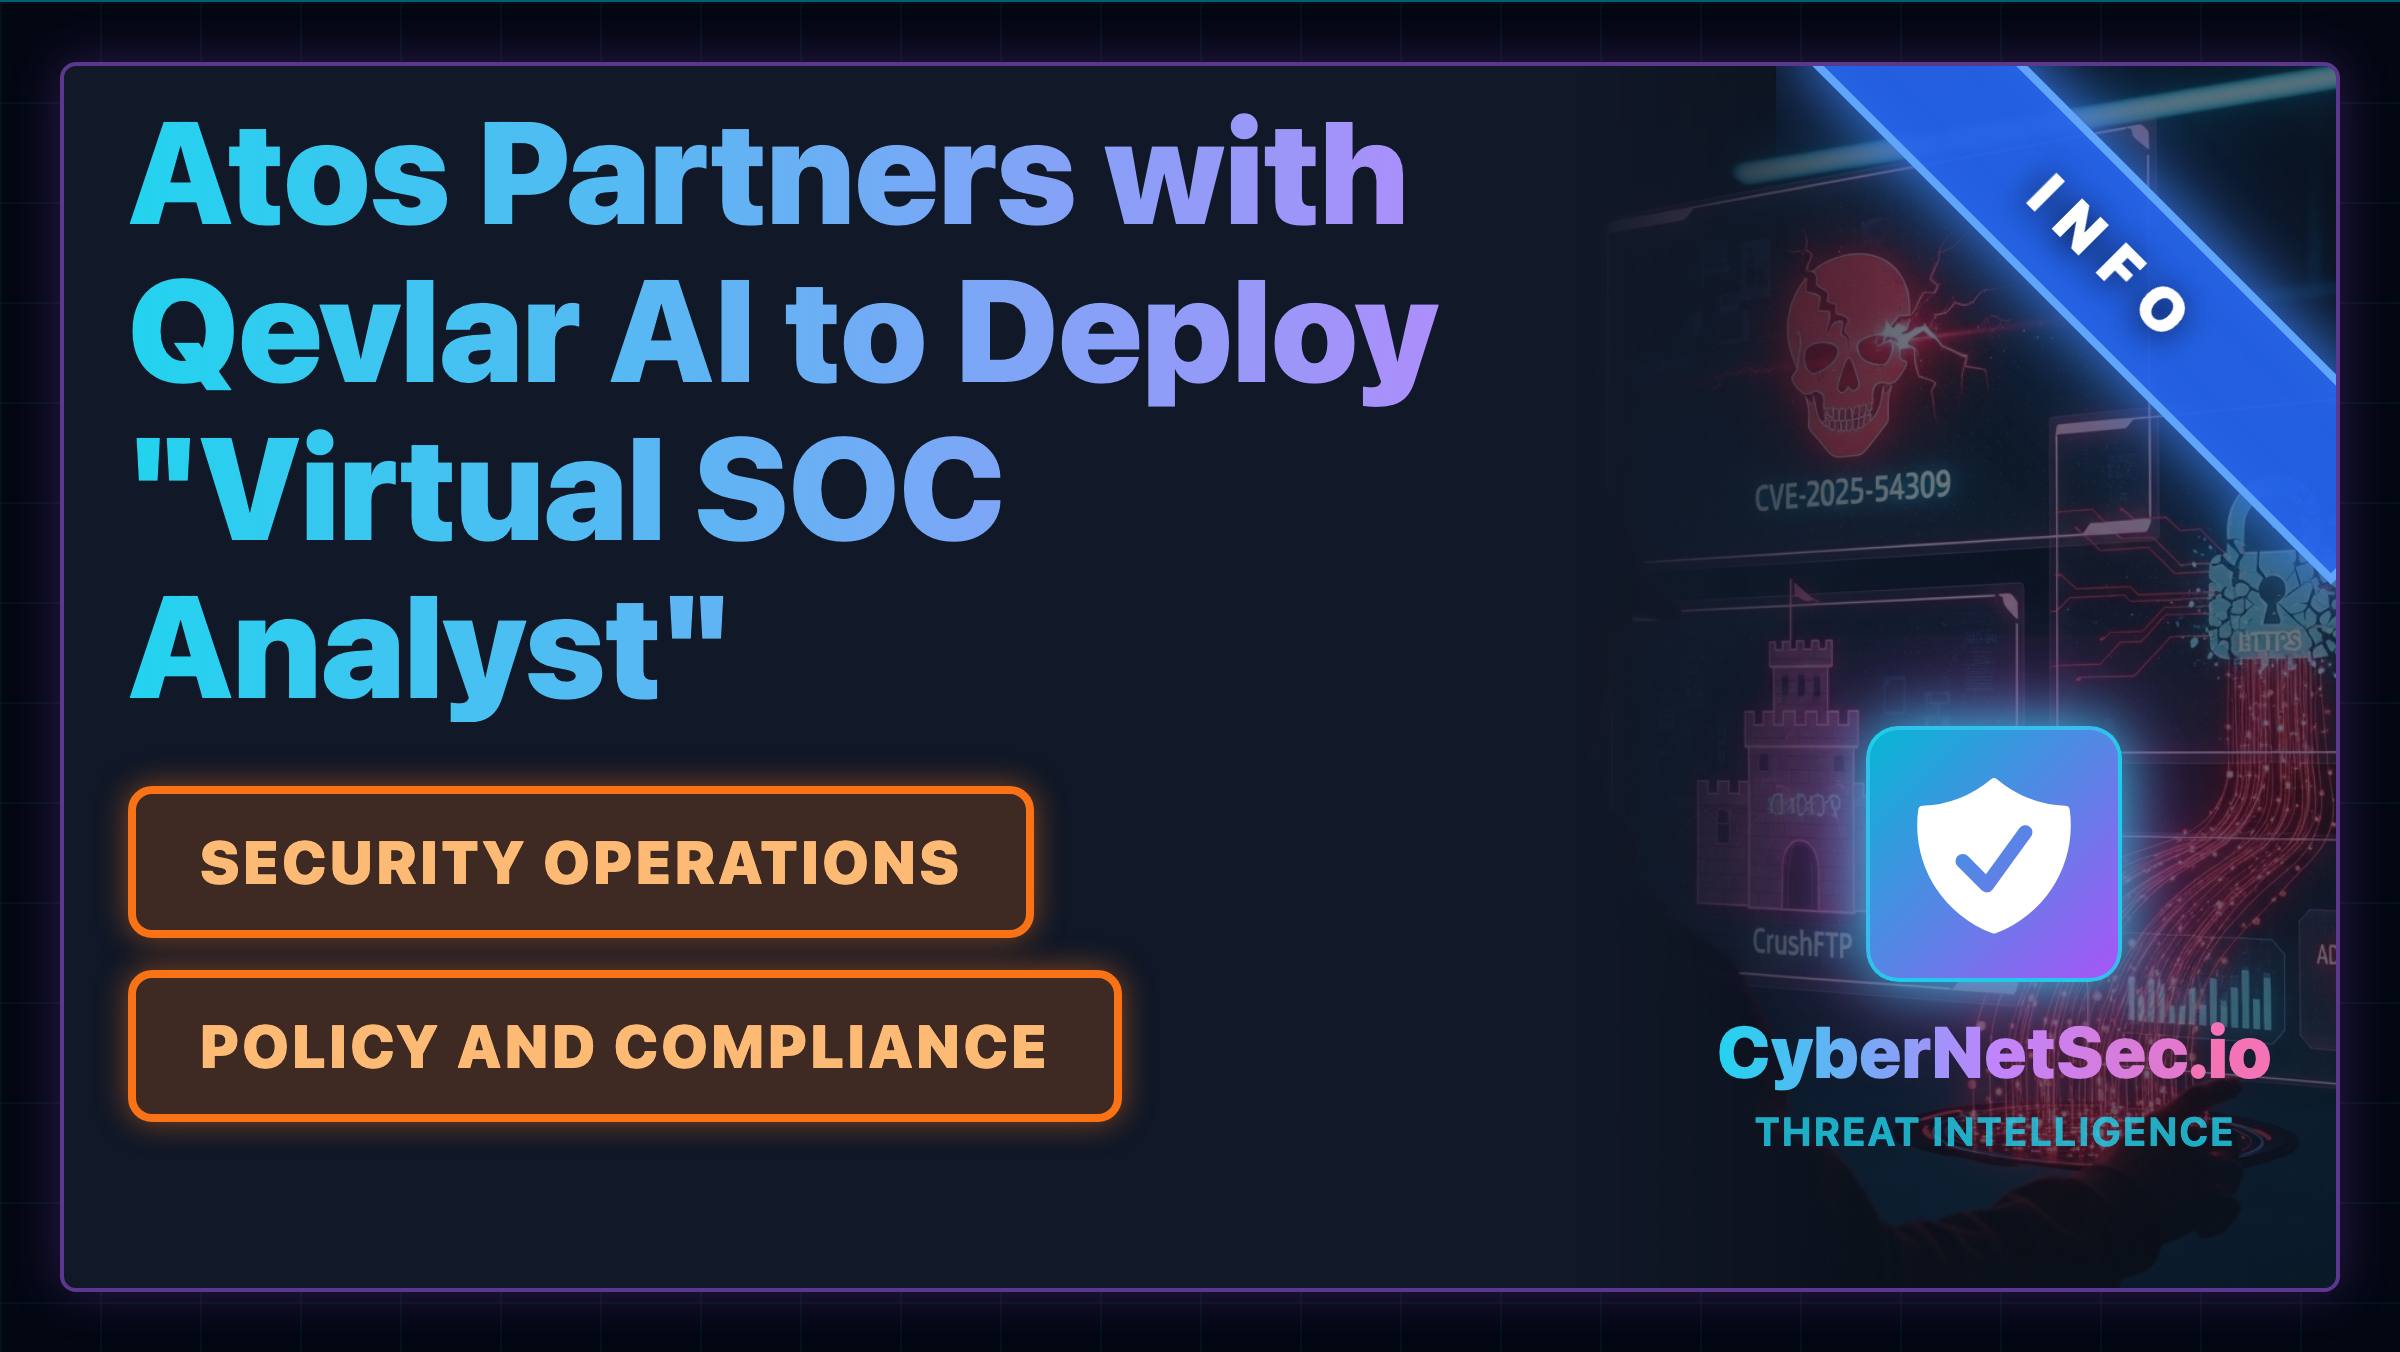 Atos Partners with
Qevlar AI to Deploy
"Virtual SOC
Analyst"
SECURITY OPERATIONS
POLICY AND COMPLIANCE
INFO
CVE-2025-54309
HTTPS
CrushFTP
CyberNetSec.io
THREAT INTELLIGENCE